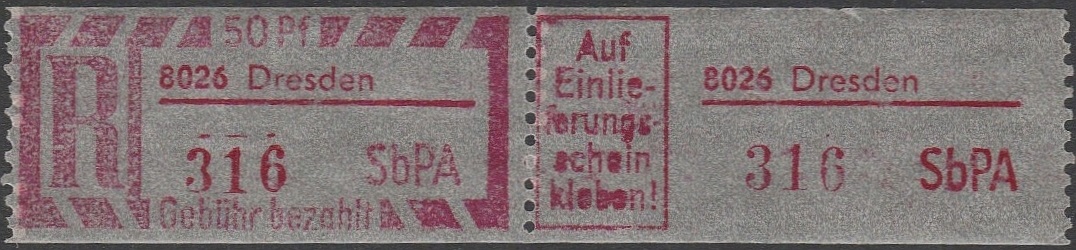 50 Pf
R
8026 Dresden
316 SbPA
Gebühr bezahlt
Auf
Einlie-
ferungs-
schein
kleben!
8026 Dresden
316 SbPA